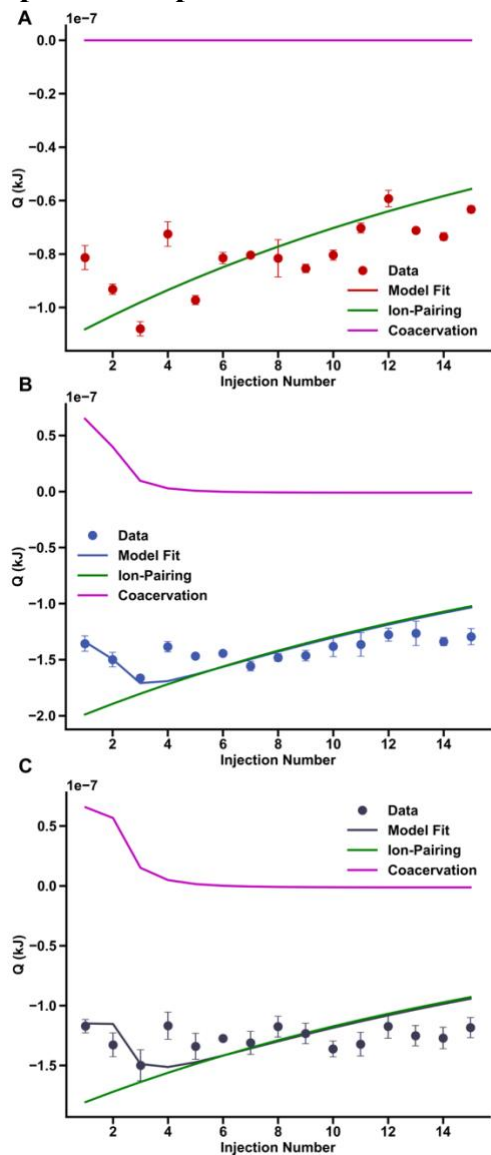 A
1e−7
0.0
−0.2
−0.4
−0.6
−0.8
−1.0
Q (kJ)
Data
Model Fit
Ion-Pairing
Coacervation
2 4 6 8 10 12 14
Injection Number
B
1e−7
0.5
0.0
−0.5
−1.0
−1.5
−2.0
Q (kJ)
Data
Model Fit
Ion-Pairing
Coacervation
2 4 6 8 10 12 14
Injection Number
C
1e−7
0.5
0.0
−0.5
−1.0
−1.5
Q (kJ)
Data
Model Fit
Ion-Pairing
Coacervation
2 4 6 8 10 12 14
Injection Number